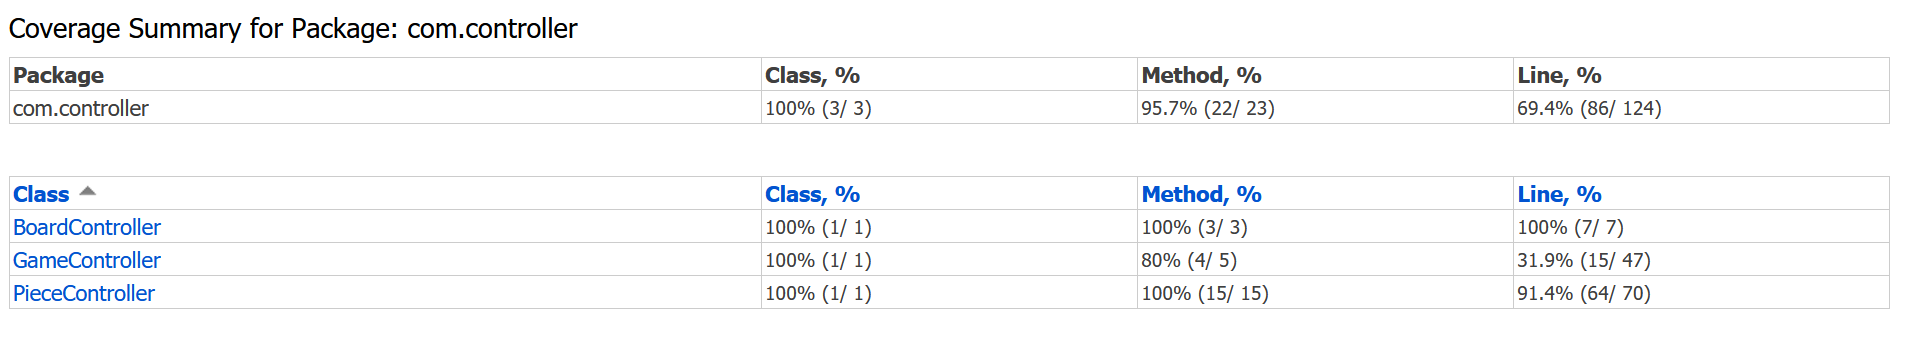 Coverage Summary for Package: com.controller
Package Class, % Method, % Line, %
com.controller 100% (3/ 3) 95.7% (22/ 23) 69.4% (86/ 124)
Class Class, % Method, % Line, %
BoardController 100% (1/ 1) 100% (3/ 3) 100% (7/ 7)
GameController 100% (1/ 1) 80% (4/ 5) 31.9% (15/ 47)
PieceController 100% (1/ 1) 100% (15/ 15) 91.4% (64/ 70)